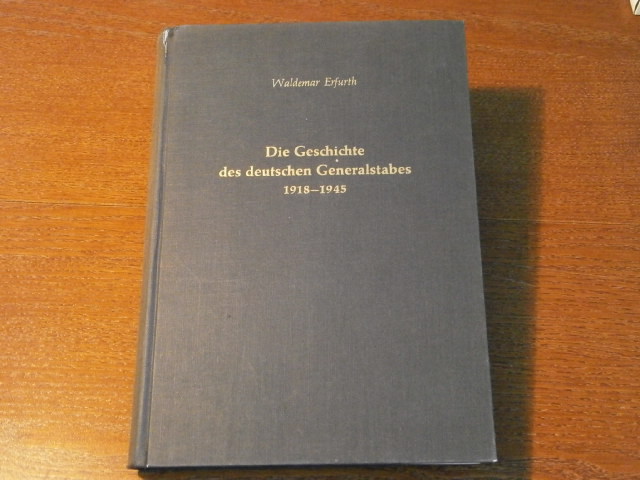 Waldemar Erfurth
Die Geschichte
des deutschen Generalstabes
1918–1945